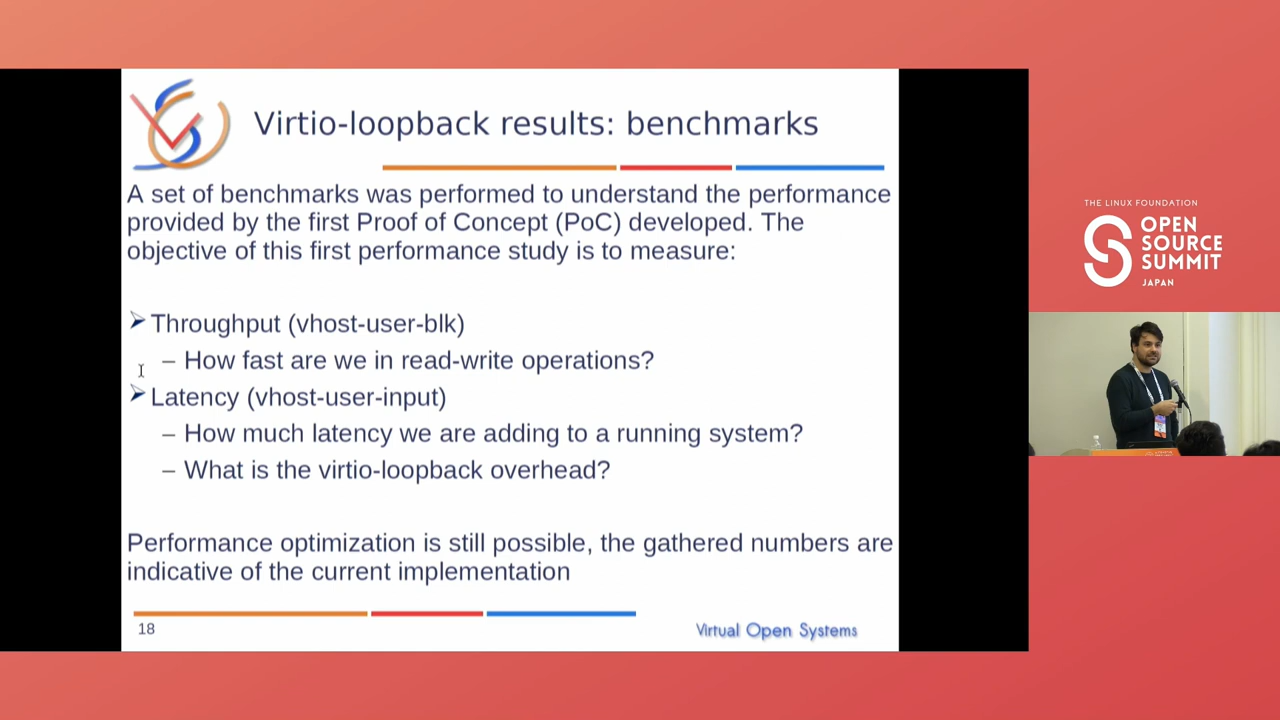 Virtio-loopback results: benchmarks
A set of benchmarks was performed to understand the performance
provided by the first Proof of Concept (PoC) developed. The
objective of this first performance study is to measure:
Throughput (vhost-user-blk)
– How fast are we in read-write operations?
Latency (vhost-user-input)
– How much latency we are adding to a running system?
– What is the virtio-loopback overhead?
Performance optimization is still possible, the gathered numbers are
indicative of the current implementation
18
Virtual Open Systems
THE LINUX FOUNDATION
OPEN
SOURCE
SUMMIT
JAPAN